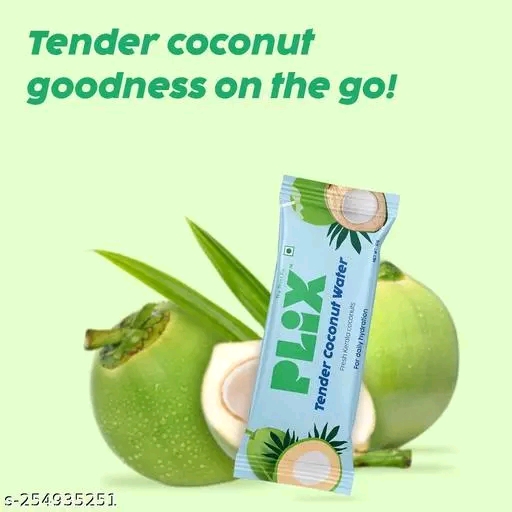 Tender coconut
goodness on the go!
PLIX
Tender Coconut Water
Fresh Kerala coconuts
For daily hydration
s-254935251